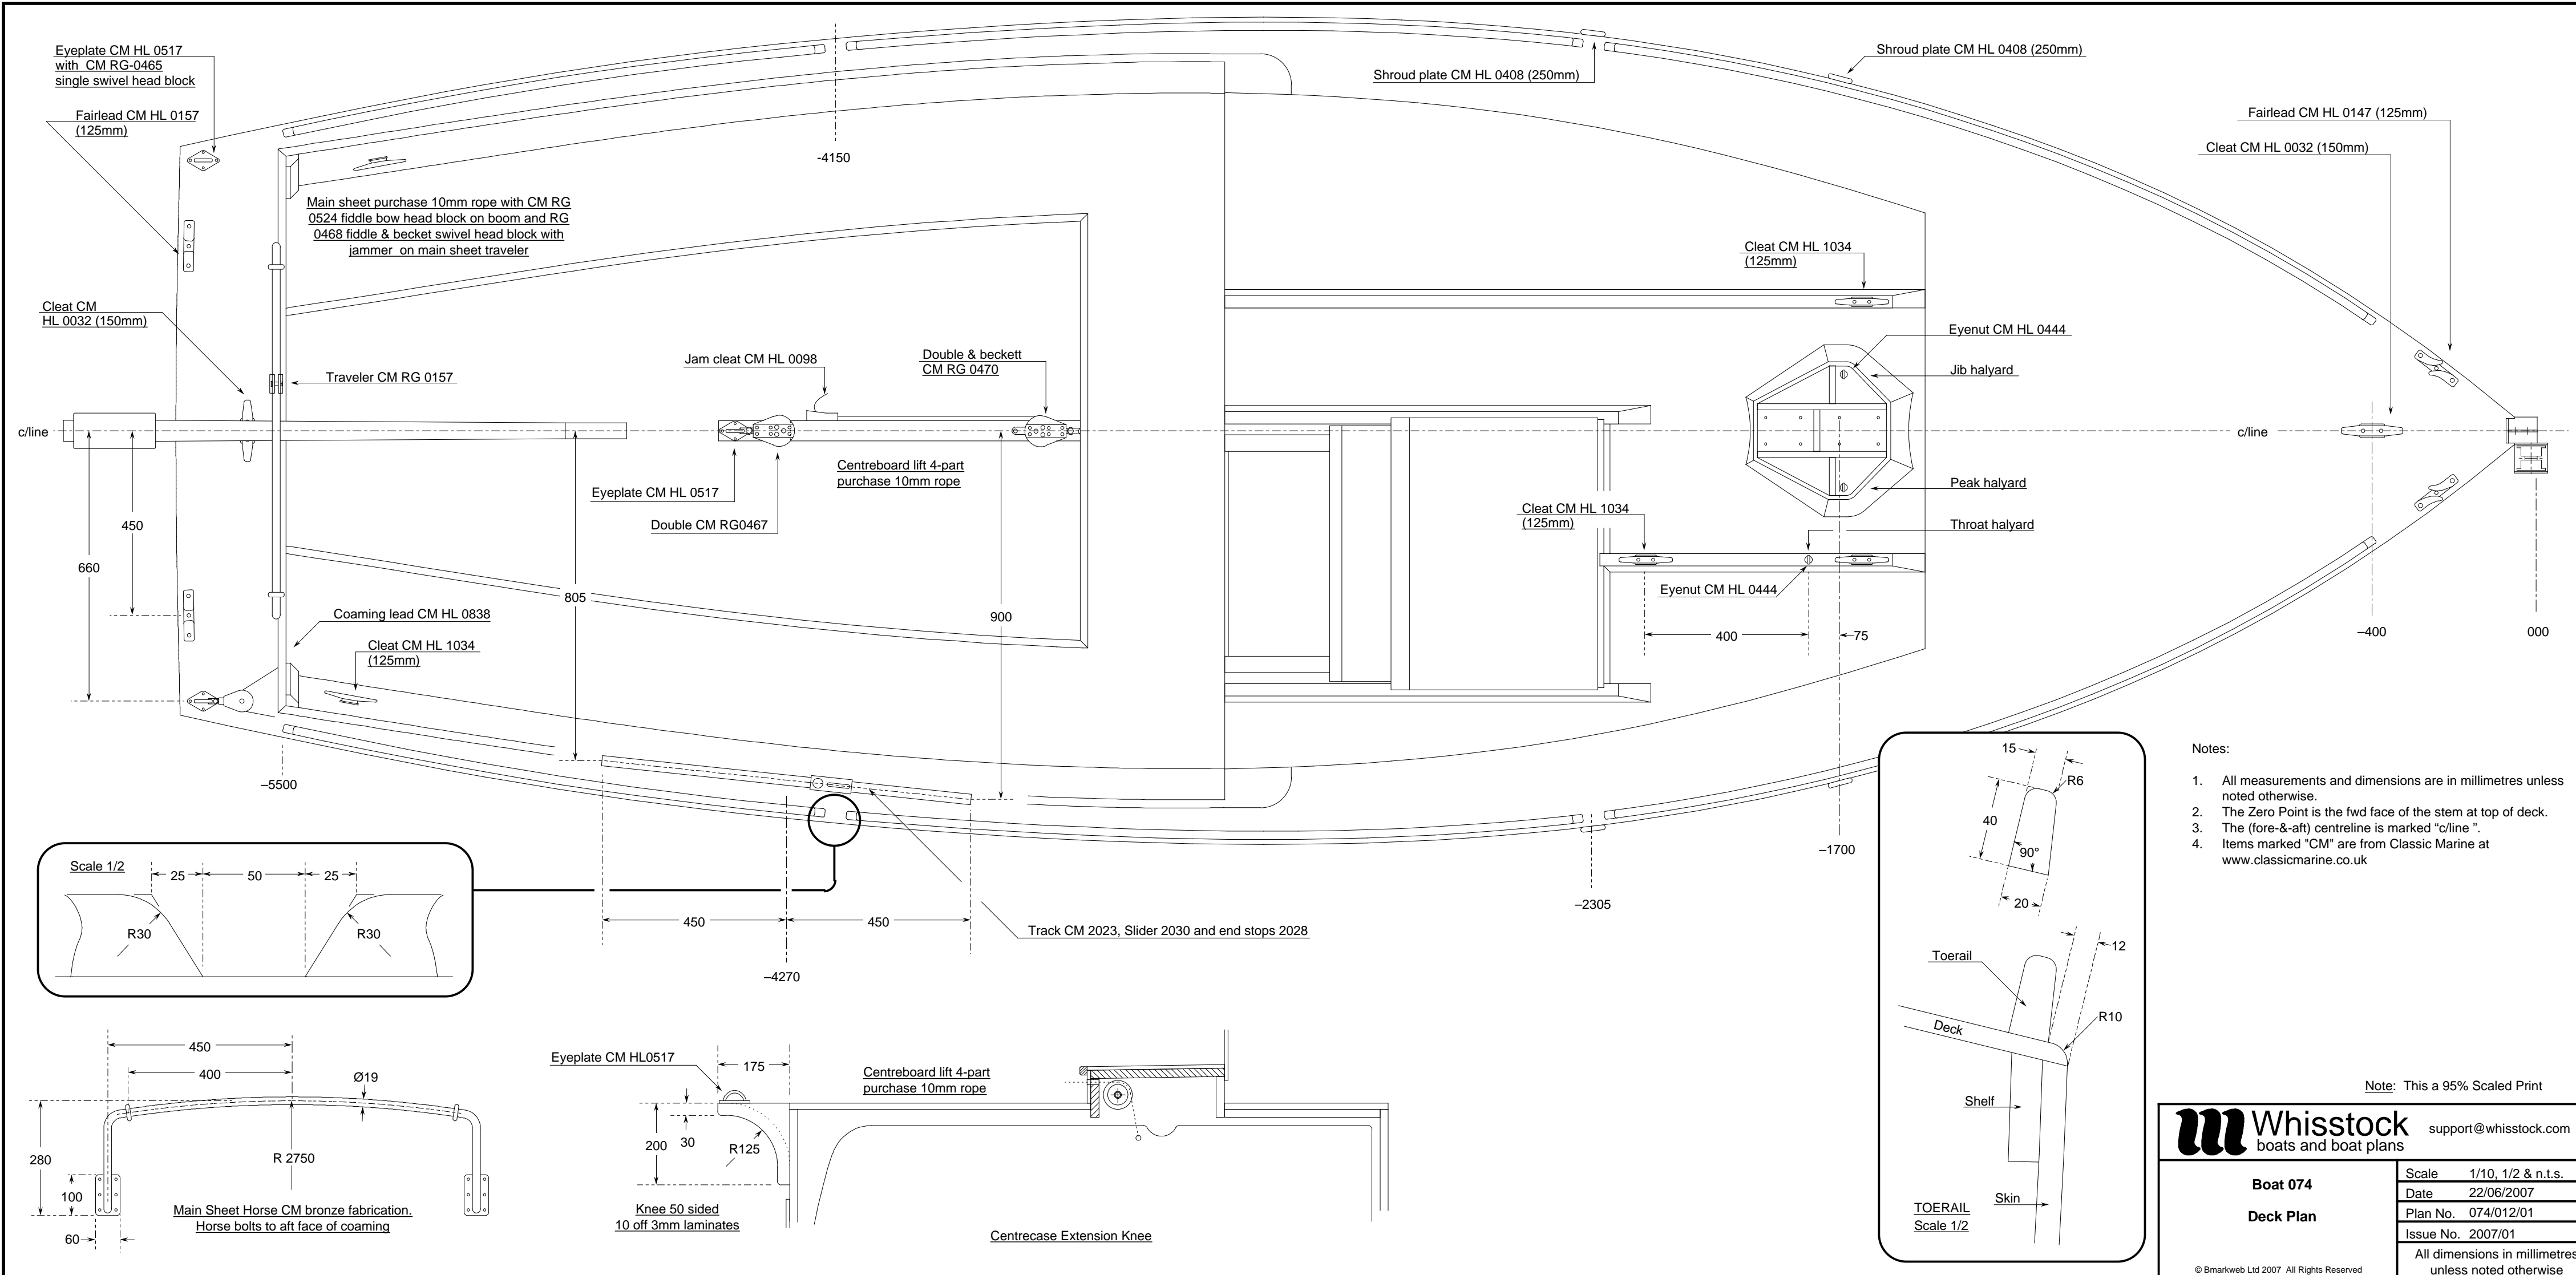 Eyeplate CM HL 0517
with CM RG-0465
single swivel head block
Fairlead CM HL 0157
(125mm)
Main sheet purchase 10mm rope with CM RG
0524 fiddle bow head block on boom and RG
0468 fiddle & becket swivel head block with
jammer on main sheet traveler
-4150
Shroud plate CM HL 0408 (250mm)
Shroud plate CM HL 0408 (250mm)
Fairlead CM HL 0147 (125mm)
Cleat CM HL 0032 (150mm)
Cleat CM
HL 0032 (150mm)
Traveler CM RG 0157
Jam cleat CM HL 0098
Double & beckett
CM RG 0470
Cleat CM HL 1034
(125mm)
Eyenut CM HL 0444
Jib halyard
c/line
c/line
Centreboard lift 4-part
purchase 10mm rope
Eyeplate CM HL 0517
Double CM RG0467
Peak halyard
Cleat CM HL 1034
(125mm)
Throat halyard
Eyenut CM HL 0444
450
660
805
900
400
75
–400
000
Coaming lead CM HL 0838
Cleat CM HL 1034
(125mm)
–5500
–1700
–2305
450
450
–4270
Track CM 2023, Slider 2030 and end stops 2028
Scale 1/2
25
50
25
R30
R30
15
R6
40
90°
20
12
Toerail
R10
Deck
Shelf
Skin
TOERAIL
Scale 1/2
Notes:
1. All measurements and dimensions are in millimetres unless
noted otherwise.
2. The Zero Point is the fwd face of the stem at top of deck.
3. The (fore-&-aft) centreline is marked “c/line ”.
4. Items marked "CM" are from Classic Marine at
www.classicmarine.co.uk
450
400
Ø19
280
R 2750
100
60
Main Sheet Horse CM bronze fabrication.
Horse bolts to aft face of coaming
Eyeplate CM HL0517
175
Centreboard lift 4-part
purchase 10mm rope
200
30
R125
Knee 50 sided
10 off 3mm laminates
Centrecase Extension Knee
Note: This a 95% Scaled Print
Whisstock
boats and boat plans
support@whisstock.com
Boat 074
Deck Plan
Scale 1/10, 1/2 & n.t.s.
Date 22/06/2007
Plan No. 074/012/01
Issue No. 2007/01
All dimensions in millimetres
unless noted otherwise
© Bmarkweb Ltd 2007 All Rights Reserved